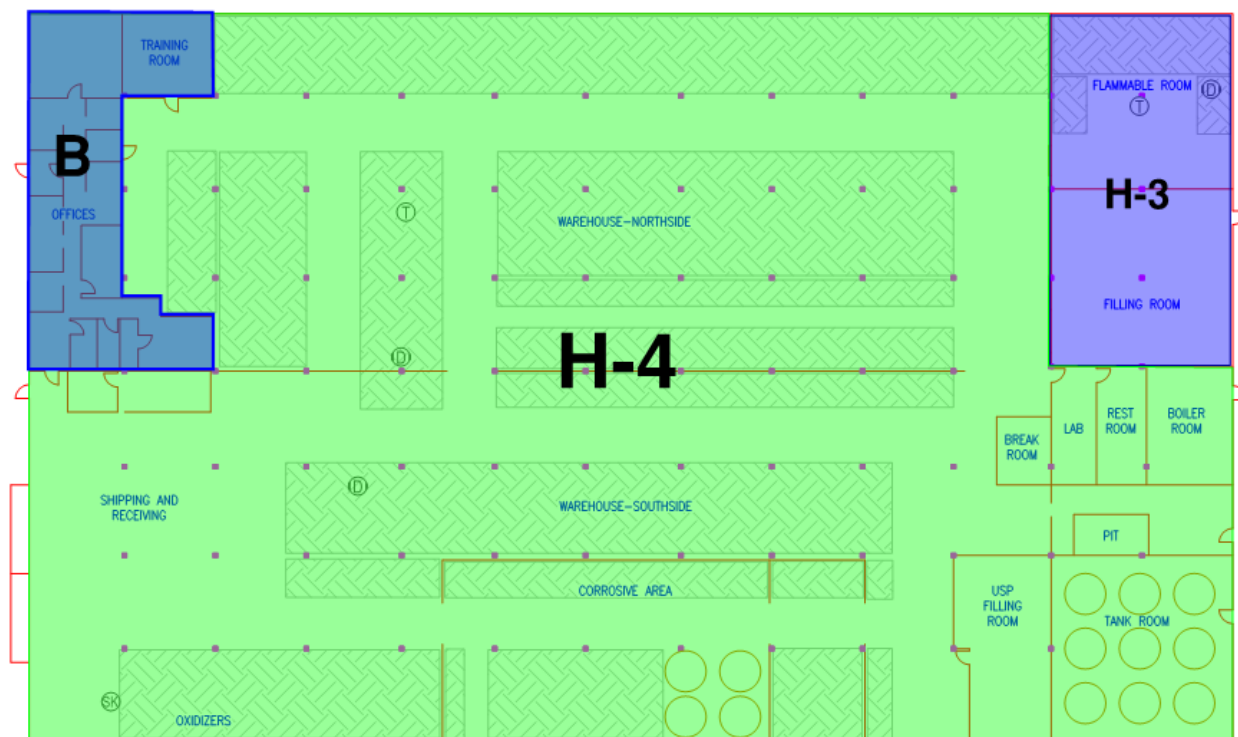 TRAINING
ROOM
B
OFFICES
T
D
WAREHOUSE-NORTHSIDE
H-4
FLAMMABLE ROOM
D
T
H-3
FILLING ROOM
BREAK
ROOM
LAB
REST
ROOM
BOILER
ROOM
SHIPPING AND
RECEIVING
D
WAREHOUSE-SOUTHSIDE
PIT
CORROSIVE AREA
USP
FILLING
ROOM
TANK ROOM
SK
OXIDIZERS